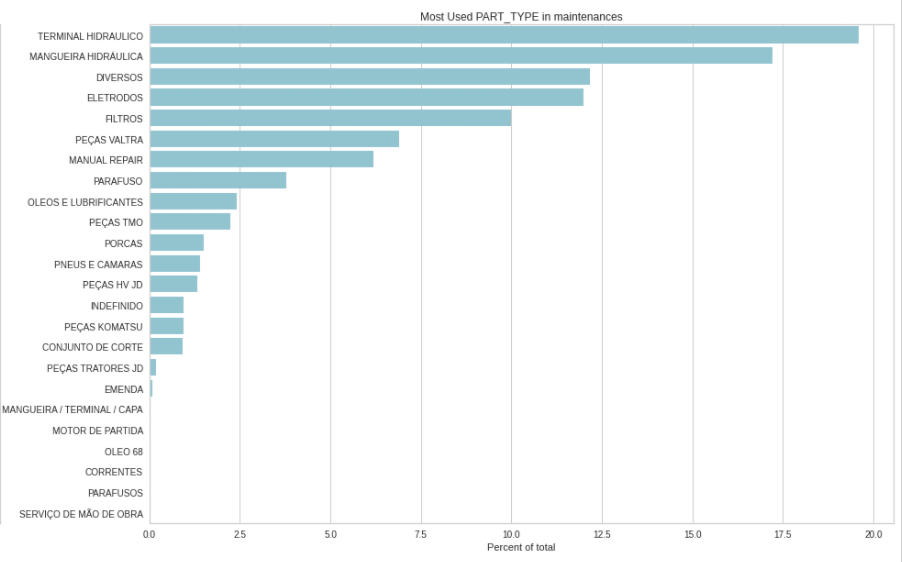 Most Used PART_TYPE in maintenances
TERMINAL HIDRAULICO
MANGUEIRA HIDRÁULICA
DIVERSOS
ELETRODOS
FILTROS
PEÇAS VALTRA
MANUAL REPAIR
PARAFUSO
OLEOS E LUBRIFICANTES
PEÇAS TMO
PORCAS
PNEUS E CAMARAS
PEÇAS HV JD
INDEFINIDO
PEÇAS KOMATSU
CONJUNTO DE CORTE
PEÇAS TRATORES JD
EMENDA
MANGUEIRA / TERMINAL / CAPA
MOTOR DE PARTIDA
OLEO 68
CORRENTES
PARAFUSOS
SERVIÇO DE MÃO DE OBRA
0.0 2.5 5.0 7.5 10.0 12.5 15.0 17.5 20.0
Percent of total